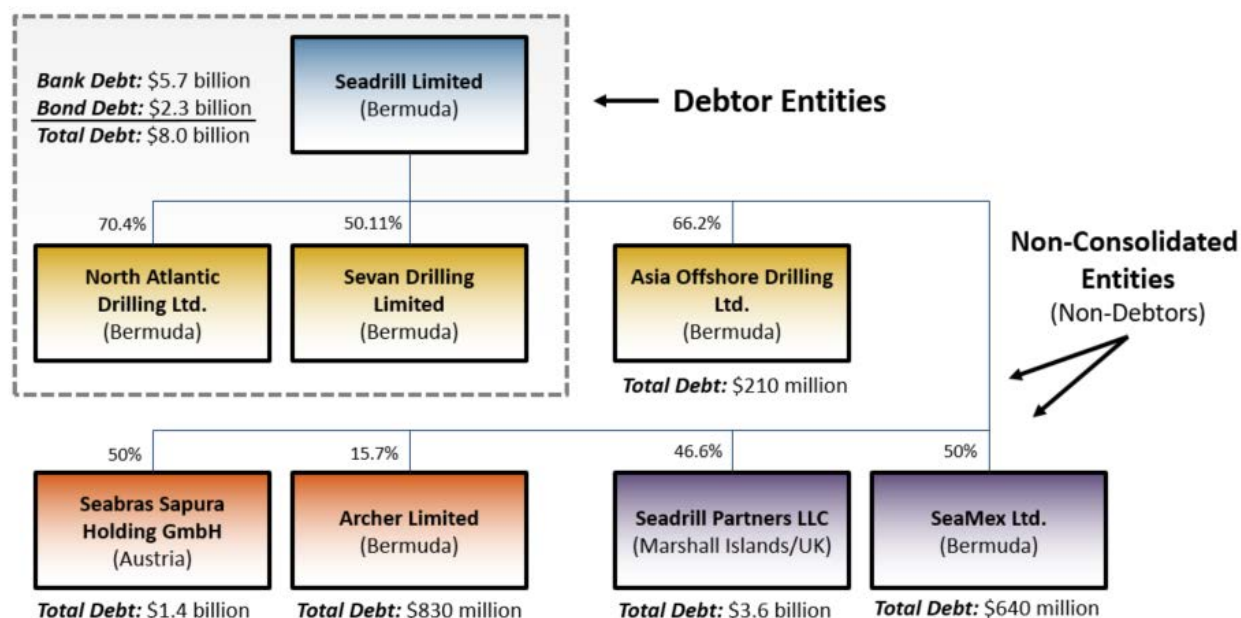 Seadrill Limited
(Bermuda)
Bank Debt: $5.7 billion
Bond Debt: $2.3 billion
Total Debt: $8.0 billion
Debtor Entities
70.4%
50.11%
66.2%
North Atlantic
Drilling Ltd.
(Bermuda)
Sevan Drilling
Limited
(Bermuda)
Asia Offshore Drilling
Ltd.
(Bermuda)
Total Debt: $210 million
Non-Consolidated
Entities
(Non-Debtors)
50%
15.7%
46.6%
50%
Seabras Sapura
Holding GmbH
(Austria)
Total Debt: $1.4 billion
Archer Limited
(Bermuda)
Total Debt: $830 million
Seadrill Partners LLC
(Marshall Islands/UK)
Total Debt: $3.6 billion
SeaMex Ltd.
(Bermuda)
Total Debt: $640 million